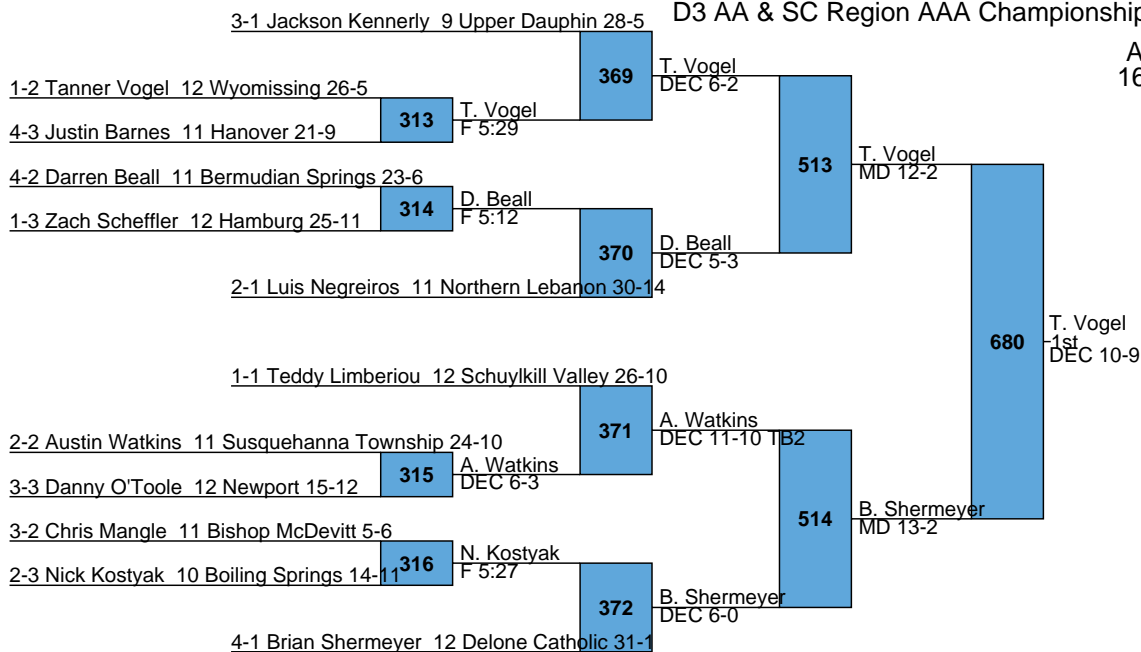 D3 AA & SC Region AAA Championship
A
16
3-1 Jackson Kennerly 9 Upper Dauphin 28-5
369
T. Vogel
DEC 6-2
1-2 Tanner Vogel 12 Wyomissing 26-5
313
T. Vogel
F 5:29
4-3 Justin Barnes 11 Hanover 21-9
513
T. Vogel
MD 12-2
4-2 Darren Beall 11 Bermudian Springs 23-6
314
D. Beall
F 5:12
1-3 Zach Scheffler 12 Hamburg 25-11
370
D. Beall
DEC 5-3
2-1 Luis Negreiros 11 Northern Lebanon 30-14
680
T. Vogel
1st
DEC 10-9
1-1 Teddy Limberiou 12 Schuylkill Valley 26-10
371
A. Watkins
DEC 11-10 TB2
2-2 Austin Watkins 11 Susquehanna Township 24-10
315
A. Watkins
DEC 6-3
3-3 Danny O'Toole 12 Newport 15-12
514
B. Shermeyer
MD 13-2
3-2 Chris Mangle 11 Bishop McDevitt 5-6
316
N. Kostyak
F 5:27
2-3 Nick Kostyak 10 Boiling Springs 14-11
372
B. Shermeyer
DEC 6-0
4-1 Brian Shermeyer 12 Delone Catholic 31-1